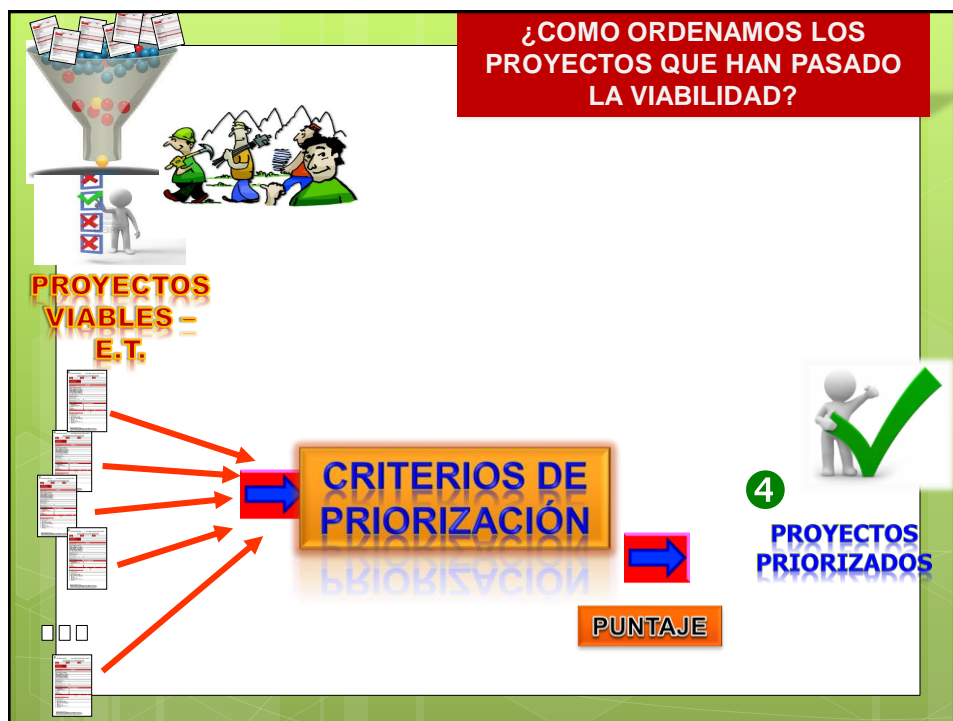 ¿COMO ORDENAMOS LOS
PROYECTOS QUE HAN PASADO
LA VIABILIDAD?
PROYECTOS
VIABLES –
E.T.
CRITERIOS DE
PRIORIZACIÓN
4
PROYECTOS
PRIORIZADOS
PUNTAJE